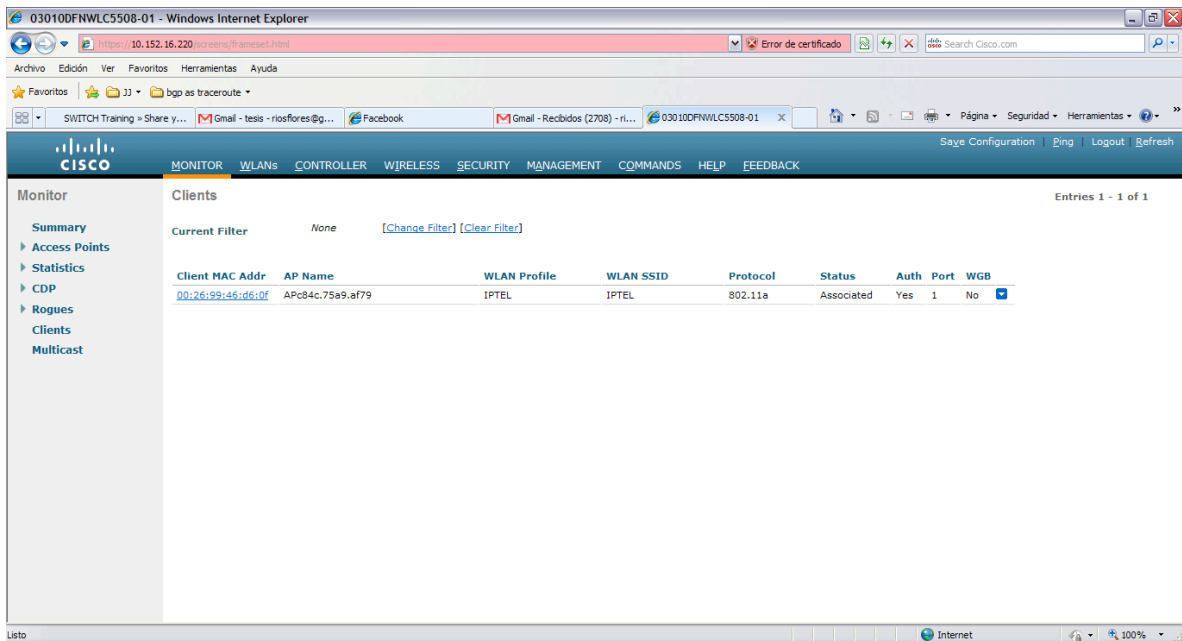 03010DFNWLC5508-01 - Windows Internet Explorer
https://10.152.16.220/screens/frameset.html
Error de certificado
Search Cisco.com
Archivo Edición Ver Favoritos Herramientas Ayuda
Favoritos JJ bgp as traceroute
SWITCH Training » Share y... Gmail - tesis - riosflores@g... Facebook Gmail - Recibidos (2708) - ri... 03010DFNWLC5508-01 Página Seguridad Herramientas »
Save Configuration Ping Logout Refresh
CISCO MONITOR WLANs CONTROLLER WIRELESS SECURITY MANAGEMENT COMMANDS HELP FEEDBACK
Monitor
Summary
Access Points
Statistics
CDP
Rogues
Clients
Multicast
Clients
Entries 1 - 1 of 1
Current Filter None [Change Filter] [Clear Filter]
Client MAC Addr AP Name WLAN Profile WLAN SSID Protocol Status Auth Port WGB
00:26:99:46:d6:0f APc84c.75a9.af79 IPTEL IPTEL 802.11a Associated Yes 1 No
Listo Internet 100%